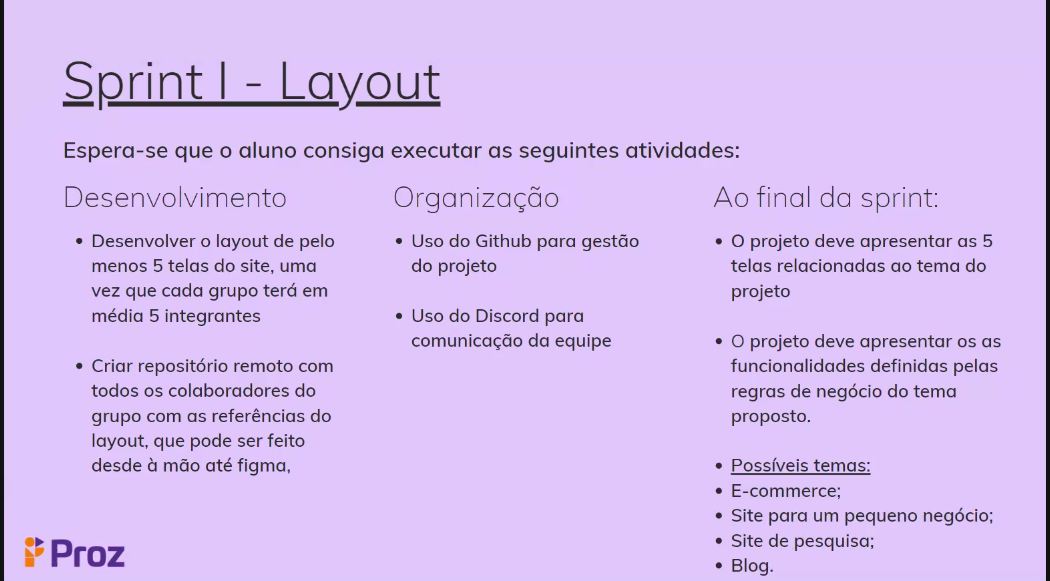 Sprint I - Layout
Espera-se que o aluno consiga executar as seguintes atividades:
Desenvolvimento
• Desenvolver o layout de pelo
menos 5 telas do site, uma
vez que cada grupo terá em
média 5 integrantes
• Criar repositório remoto com
todos os colaboradores do
grupo com as referências do
layout, que pode ser feito
desde à mão até figma,
Organização
• Uso do Github para gestão
do projeto
• Uso do Discord para
comunicação da equipe
Ao final da sprint:
• O projeto deve apresentar as 5
telas relacionadas ao tema do
projeto
• O projeto deve apresentar os as
funcionalidades definidas pelas
regras de negócio do tema
proposto.
• Possíveis temas:
• E-commerce;
• Site para um pequeno negócio;
• Site de pesquisa;
• Blog.
Proz